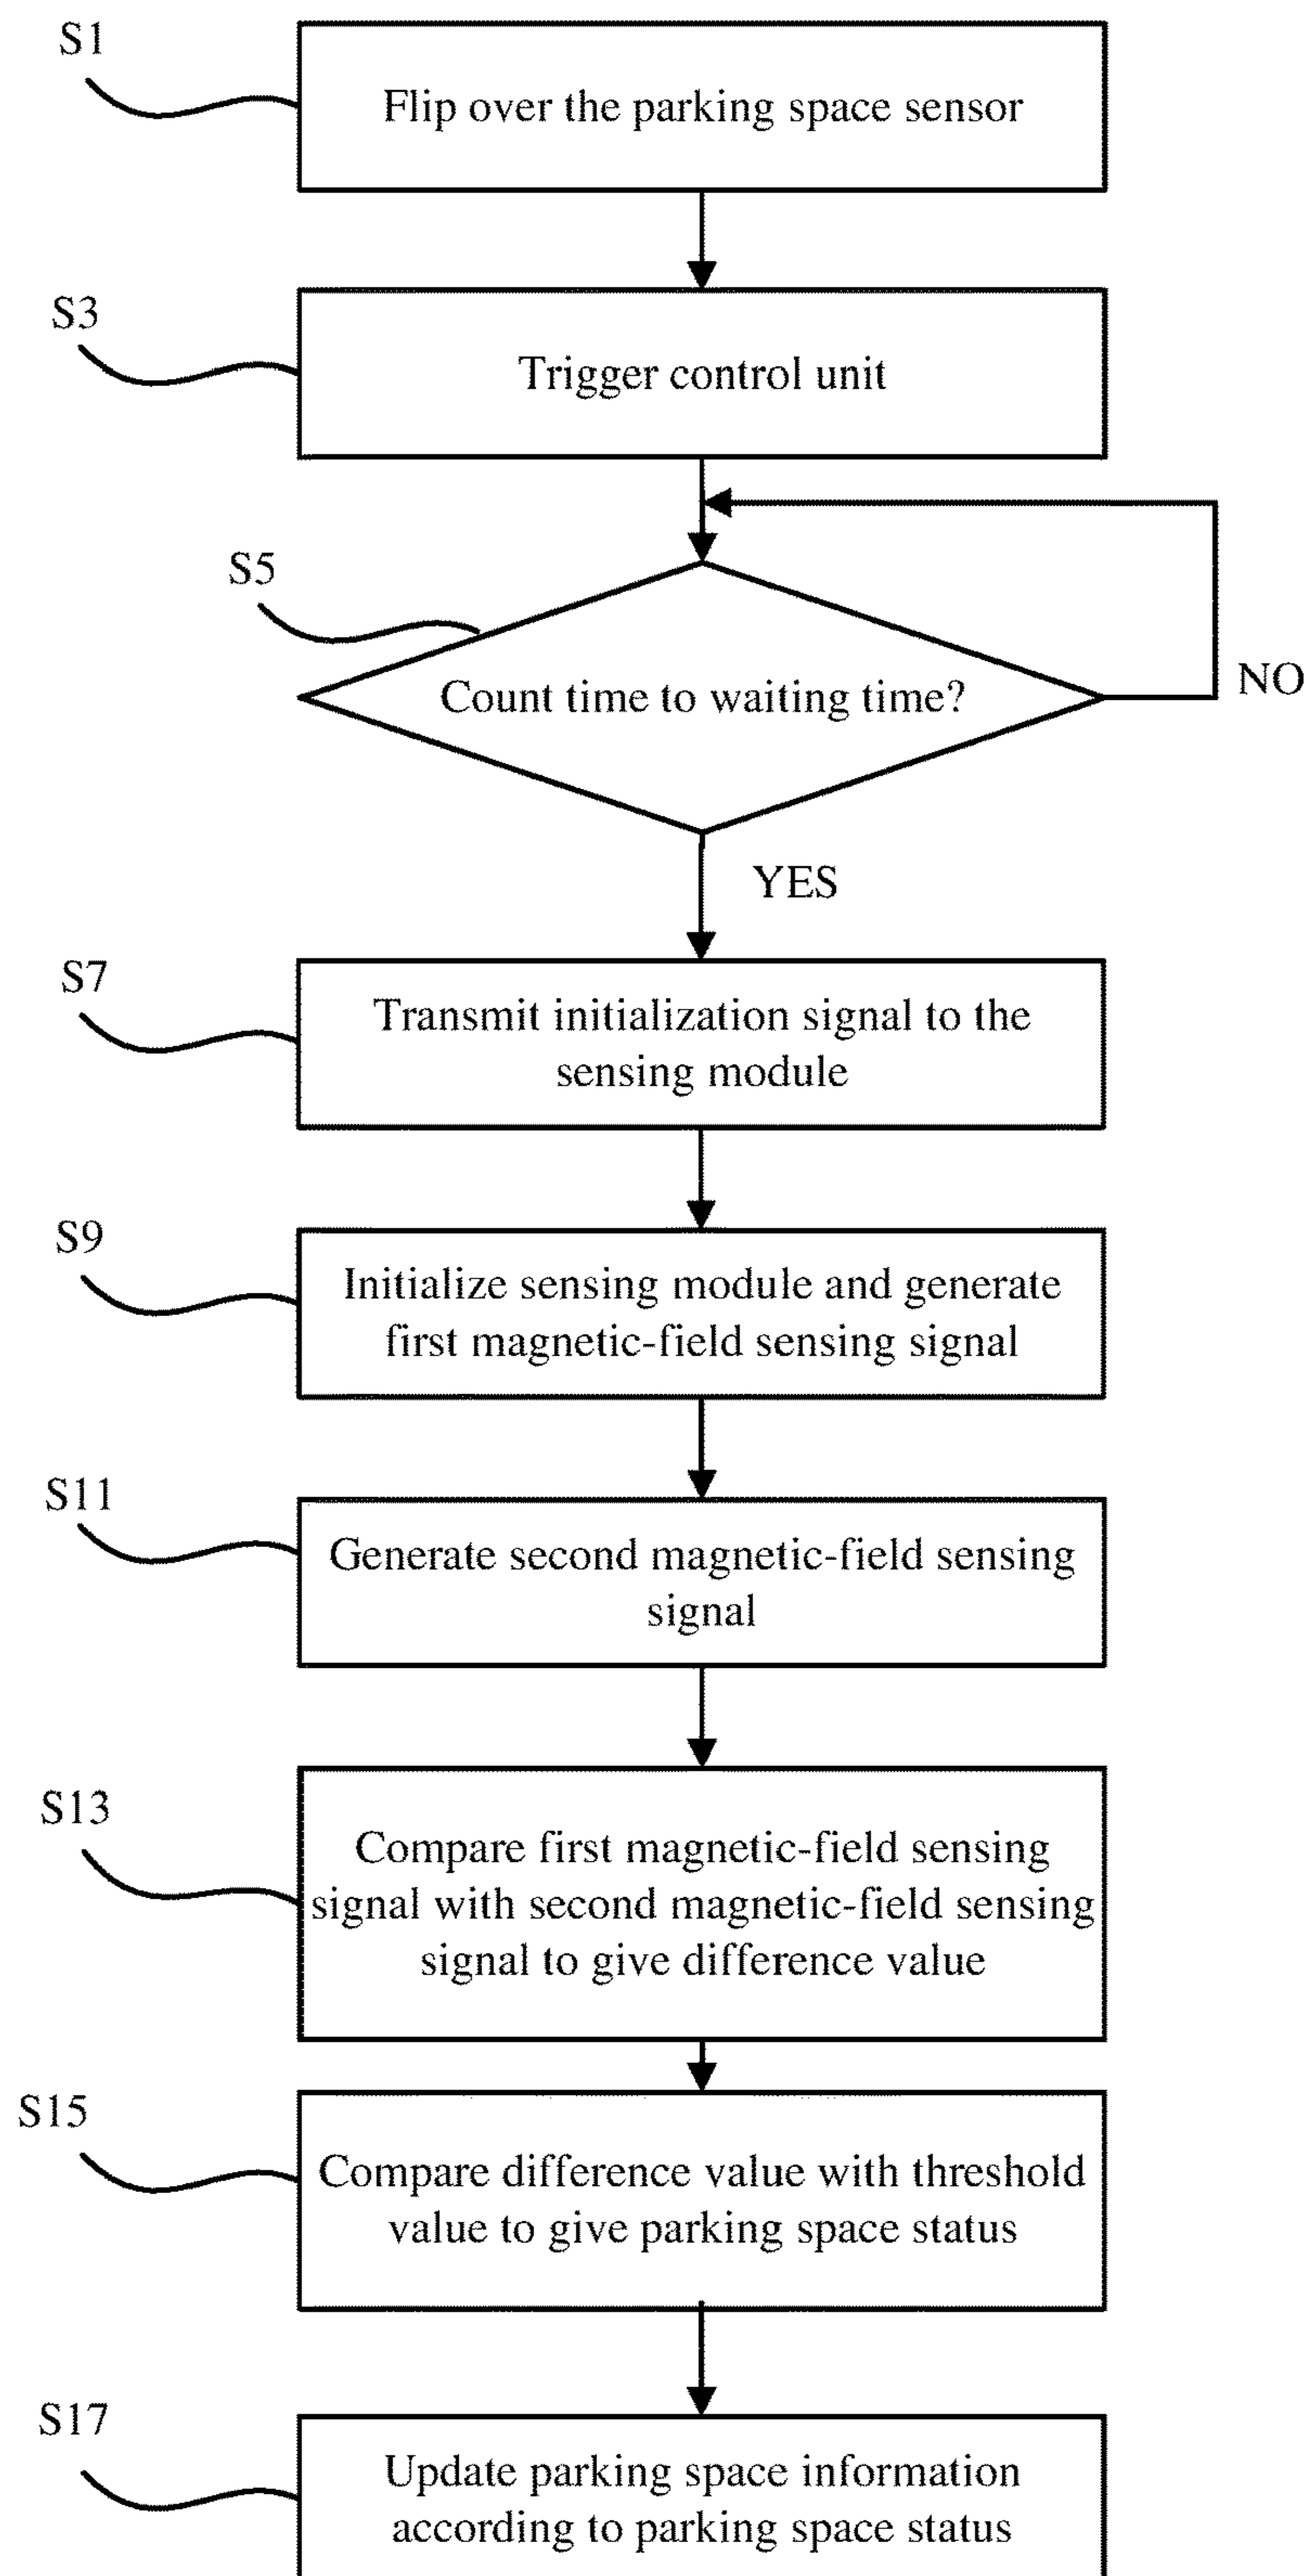 S1
Flip over the parking space sensor
S3
Trigger control unit
S5
Count time to waiting time?
NO
YES
S7
Transmit initialization signal to the
sensing module
S9
Initialize sensing module and generate
first magnetic-field sensing signal
S11
Generate second magnetic-field sensing
signal
S13
Compare first magnetic-field sensing
signal with second magnetic-field sensing
signal to give difference value
S15
Compare difference value with threshold
value to give parking space status
S17
Update parking space information
according to parking space status